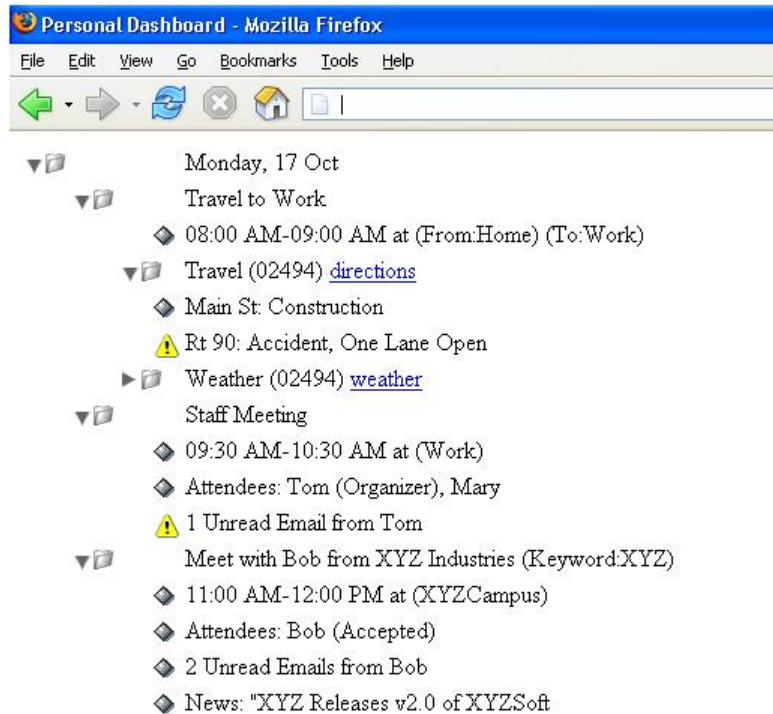 Personal Dashboard - Mozilla Firefox
File Edit View Go Bookmarks Tools Help
Monday, 17 Oct
Travel to Work
08:00 AM-09:00 AM at (From:Home) (To:Work)
Travel (02494) directions
Main St: Construction
Rt 90: Accident, One Lane Open
Weather (02494) weather
Staff Meeting
09:30 AM-10:30 AM at (Work)
Attendees: Tom (Organizer), Mary
1 Unread Email from Tom
Meet with Bob from XYZ Industries (Keyword:XYZ)
11:00 AM-12:00 PM at (XYZCampus)
Attendees: Bob (Accepted)
2 Unread Emails from Bob
News: "XYZ Releases v2.0 of XYZSoft